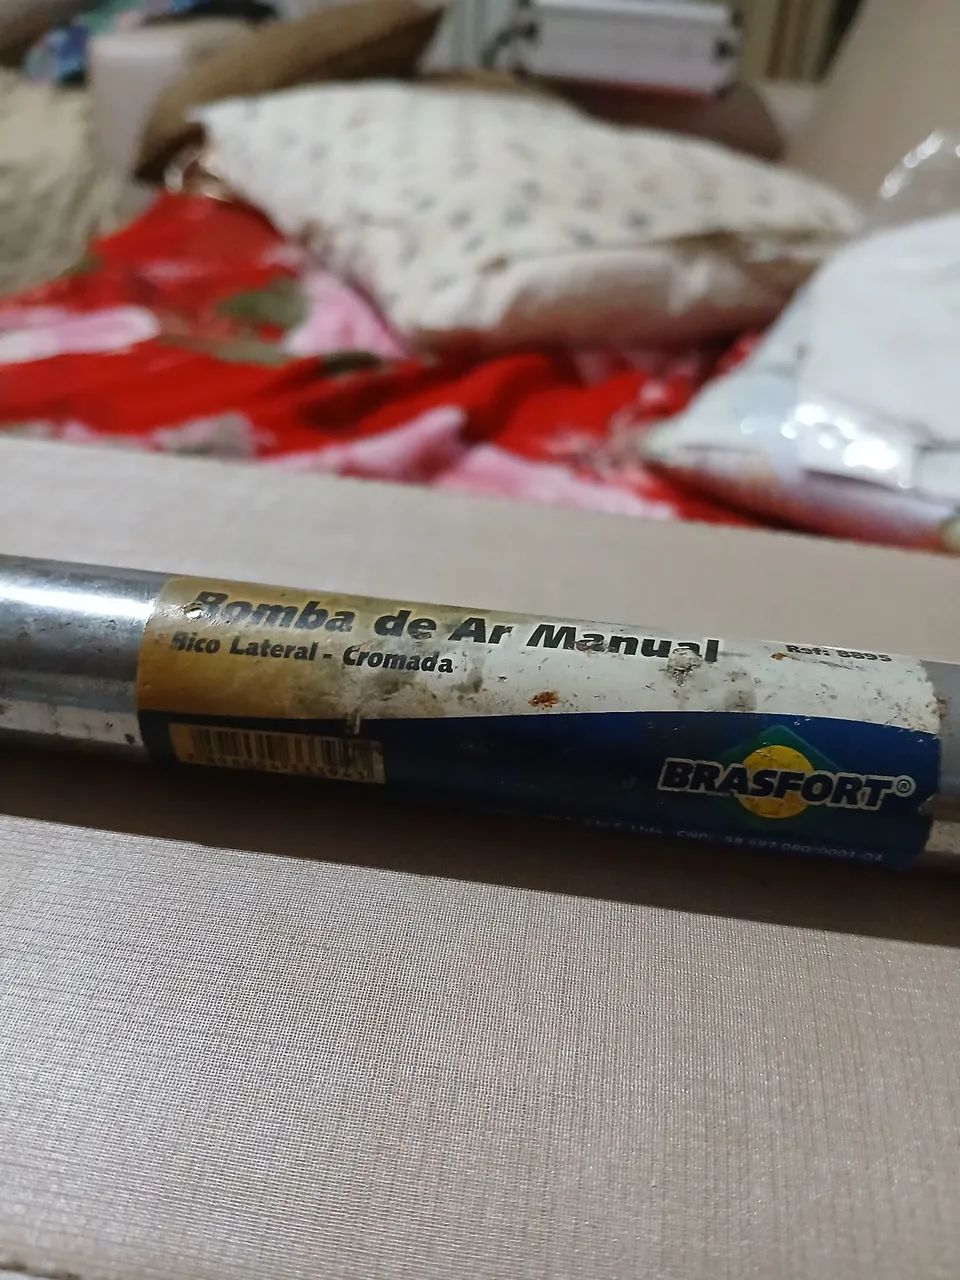 Bomba de Ar Manual
Bico Lateral - Cromada
Ref: 8895
BRASFORT®